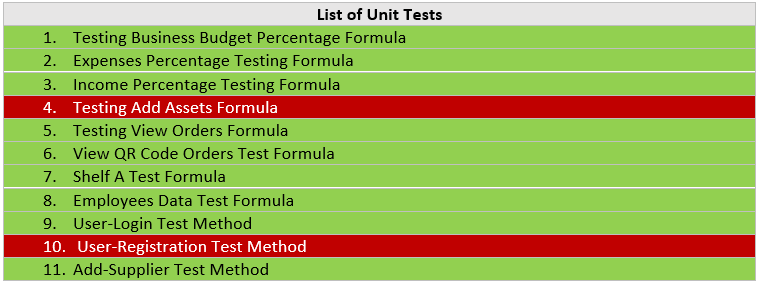 List of Unit Tests
1. Testing Business Budget Percentage Formula
2. Expenses Percentage Testing Formula
3. Income Percentage Testing Formula
4. Testing Add Assets Formula
5. Testing View Orders Formula
6. View QR Code Orders Test Formula
7. Shelf A Test Formula
8. Employees Data Test Formula
9. User-Login Test Method
10. User-Registration Test Method
11. Add-Supplier Test Method